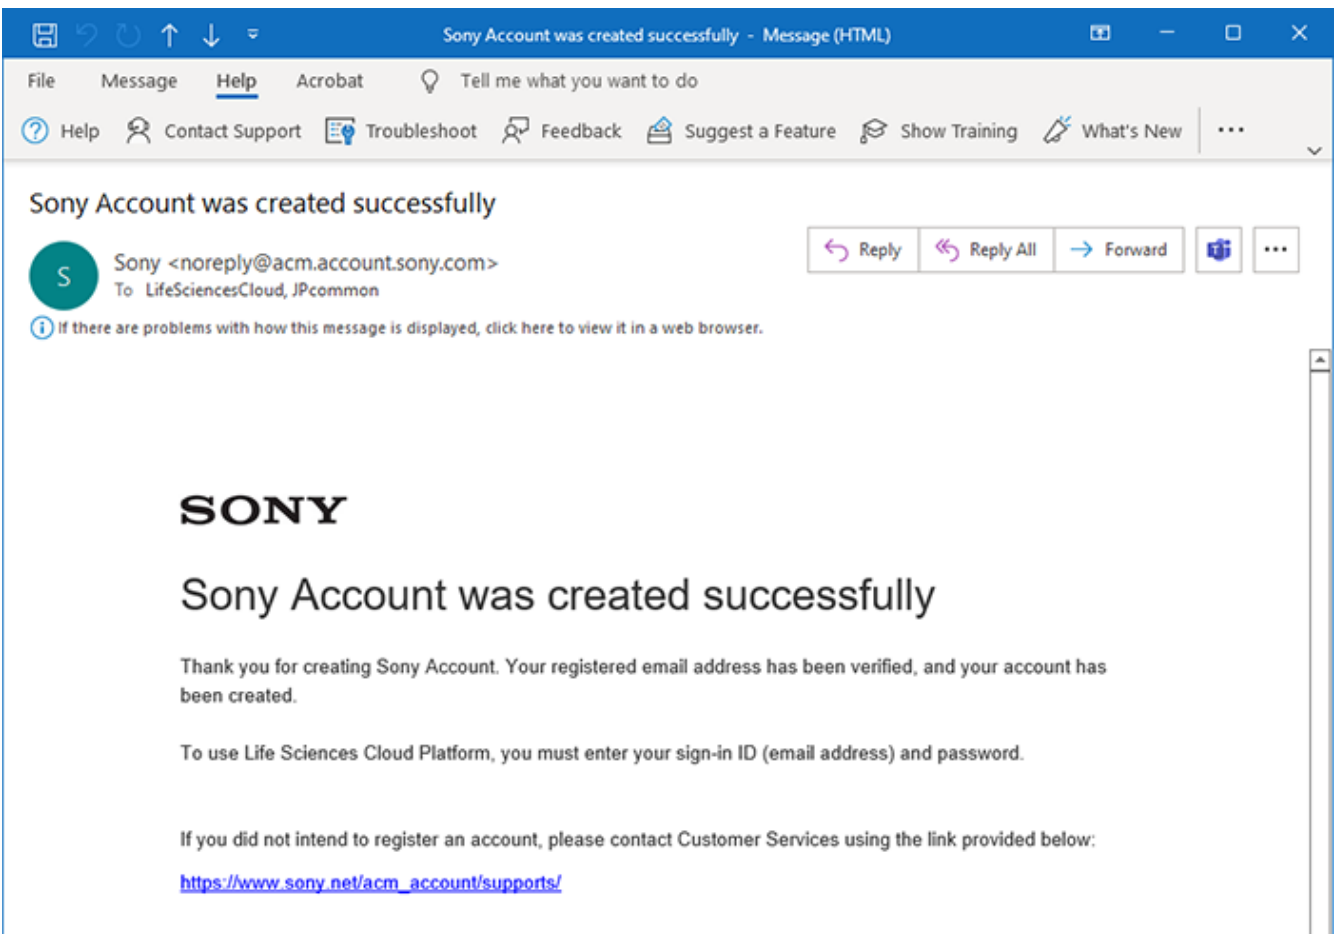 Sony Account was created successfully - Message (HTML)
File Message Help Acrobat Tell me what you want to do
? Help Contact Support Troubleshoot Feedback Suggest a Feature Show Training What's New ...
Sony Account was created successfully
S
Sony <noreply@acm.account.sony.com>
To LifeSciencesCloud, JPcommon
Reply Reply All Forward ...
If there are problems with how this message is displayed, click here to view it in a web browser.
SONY
Sony Account was created successfully
Thank you for creating Sony Account. Your registered email address has been verified, and your account has
been created.
To use Life Sciences Cloud Platform, you must enter your sign-in ID (email address) and password.
If you did not intend to register an account, please contact Customer Services using the link provided below:
https://www.sony.net/acm_account/supports/